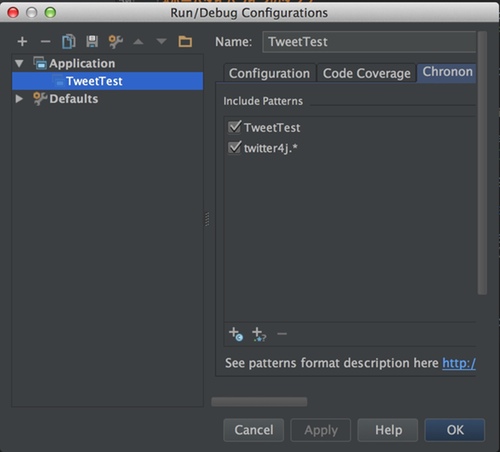 Run/Debug Configurations
Name: TweetTest
Application
TweetTest
Defaults
Configuration Code Coverage Chronon
Include Patterns
TweetTest
twitter4j.*
See patterns format description here http:/
Cancel Apply Help OK